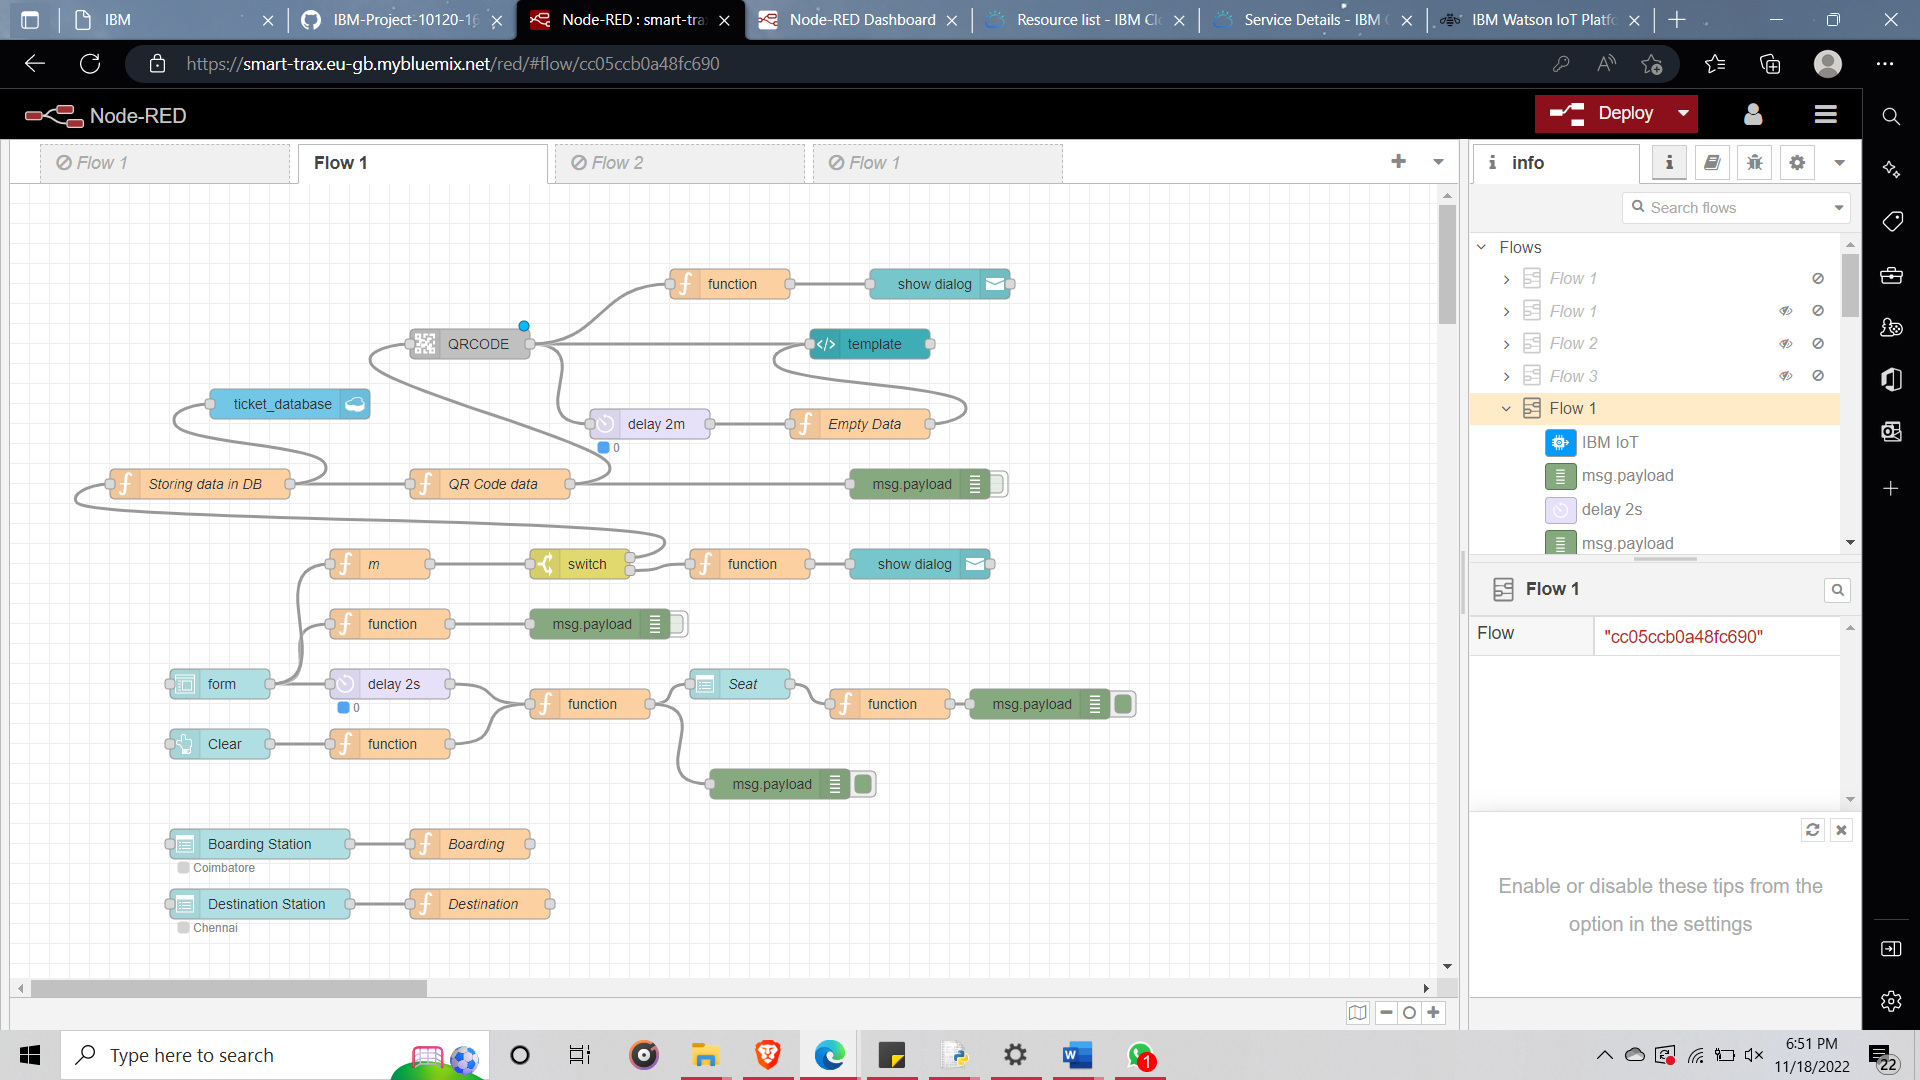 IBM
IBM-Project-10120-16
Node-RED : smart-tra
Node-RED Dashboard
Resource list - IBM Cl
Service Details - IBM C
IBM Watson IoT Platfo
https://smart-trax.eu-gb.mybluemix.net/red/#flow/cc05ccb0a48fc690
Node-RED
Deploy
Flow 1
Flow 1
Flow 2
Flow 1
info
Search flows
Flows
Flow 1
Flow 1
Flow 2
Flow 3
Flow 1
IBM IoT
msg.payload
delay 2s
msg.payload
function
show dialog
QRCODE
template
ticket_database
delay 2m
0
Empty Data
Storing data in DB
QR Code data
msg.payload
m
switch
function
show dialog
function
msg.payload
form
delay 2s
0
function
Seat
function
msg.payload
Clear
function
msg.payload
Boarding Station
Coimbatore
Boarding
Destination Station
Chennai
Destination
Flow 1
Flow
"cc05ccb0a48fc690"
Enable or disable these tips from the
option in the settings
Type here to search
1
6:51 PM
11/18/2022
22